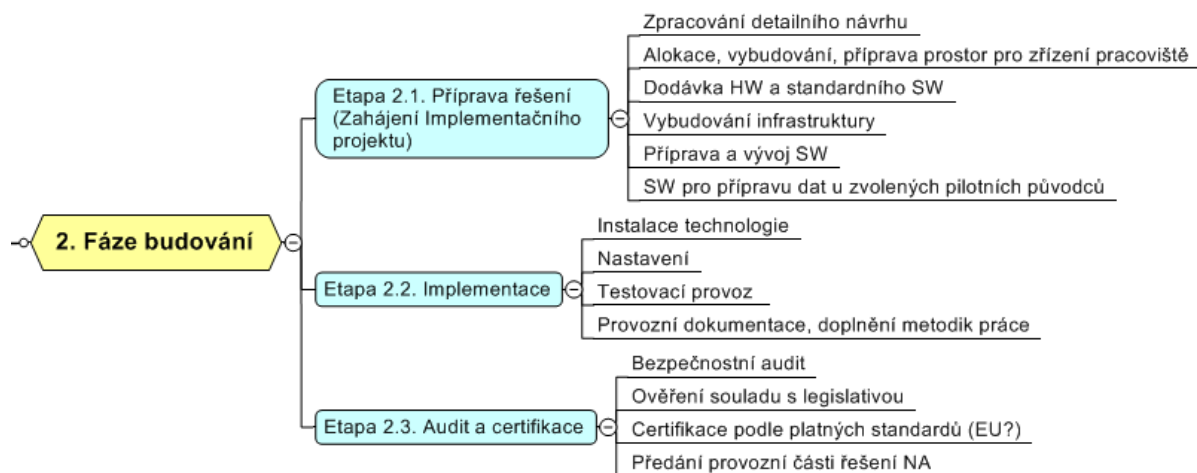 2. Fáze budování
Etapa 2.1. Příprava řešení
(Zahájení Implementačního
projektu)
Zpracování detailního návrhu
Alokace, vybudování, příprava prostor pro zřízení pracoviště
Dodávka HW a standardního SW
Vybudování infrastruktury
Příprava a vývoj SW
SW pro přípravu dat u zvolených pilotních původců
Etapa 2.2. Implementace
Instalace technologie
Nastavení
Testovací provoz
Provozní dokumentace, doplnění metodik práce
Etapa 2.3. Audit a certifikace
Bezpečnostní audit
Ověření souladu s legislativou
Certifikace podle platných standardů (EU?)
Předání provozní části řešení NA